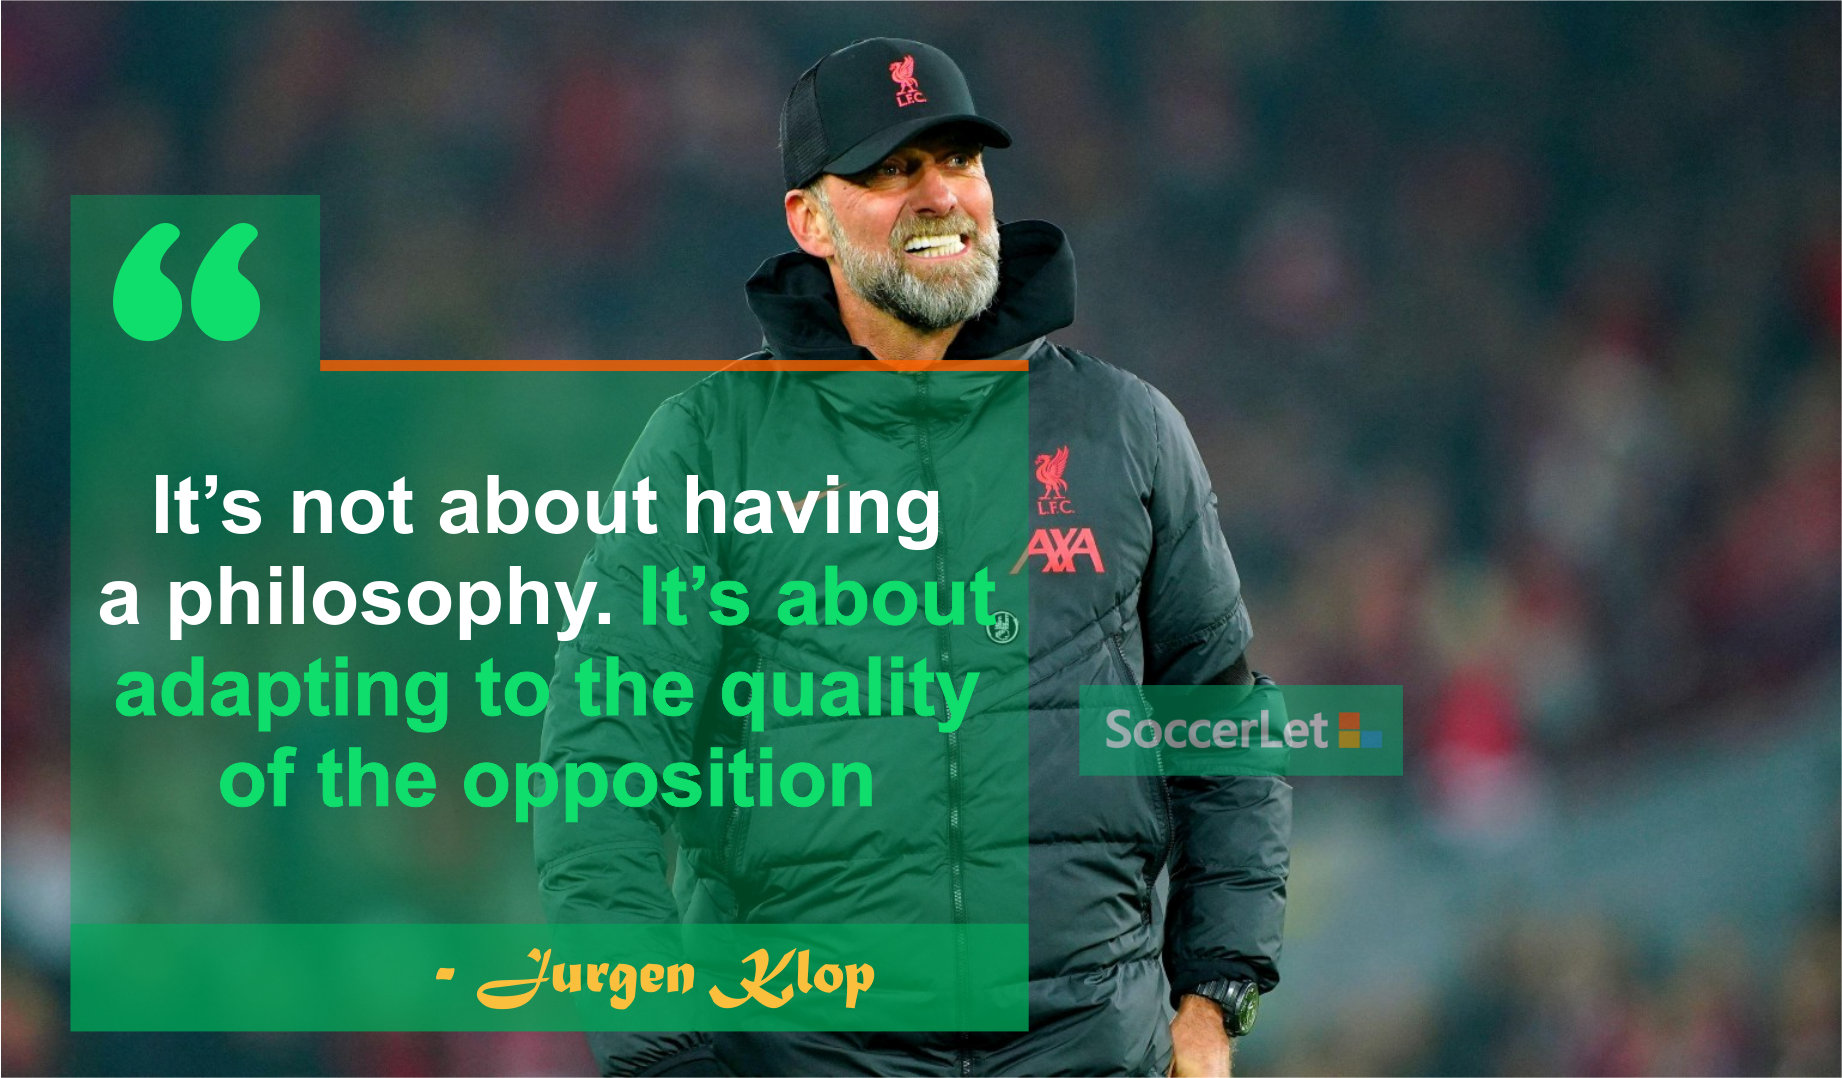 L.F.C.
“
It’s not about having
a philosophy. It’s about
adapting to the quality
of the opposition
L.F.C.
AXA
SoccerLet
- Jurgen Klop